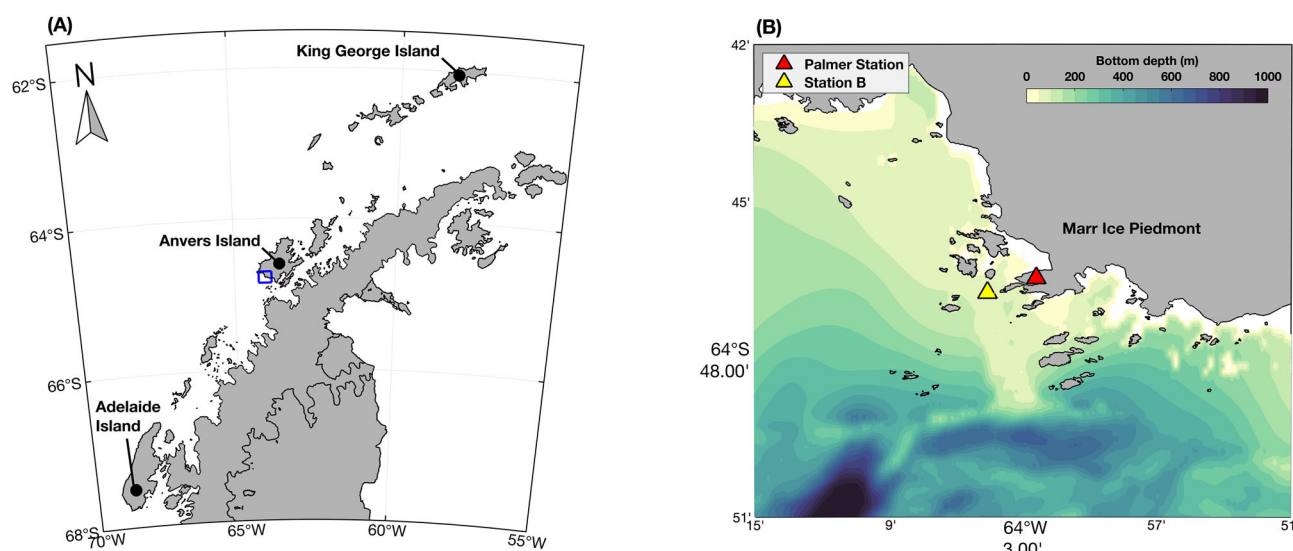 (A)
King George Island
N
62°S
64°S
66°S
68°S
Anvers Island
Adelaide
Island
70°W
65°W
60°W
55°W
(B)
42'
45'
64°S
48.00'
51'
Palmer Station
Station B
Bottom depth (m)
0 200 400 600 800 1000
Marr Ice Piedmont
15'
9'
64°W
3.00'
57'
51